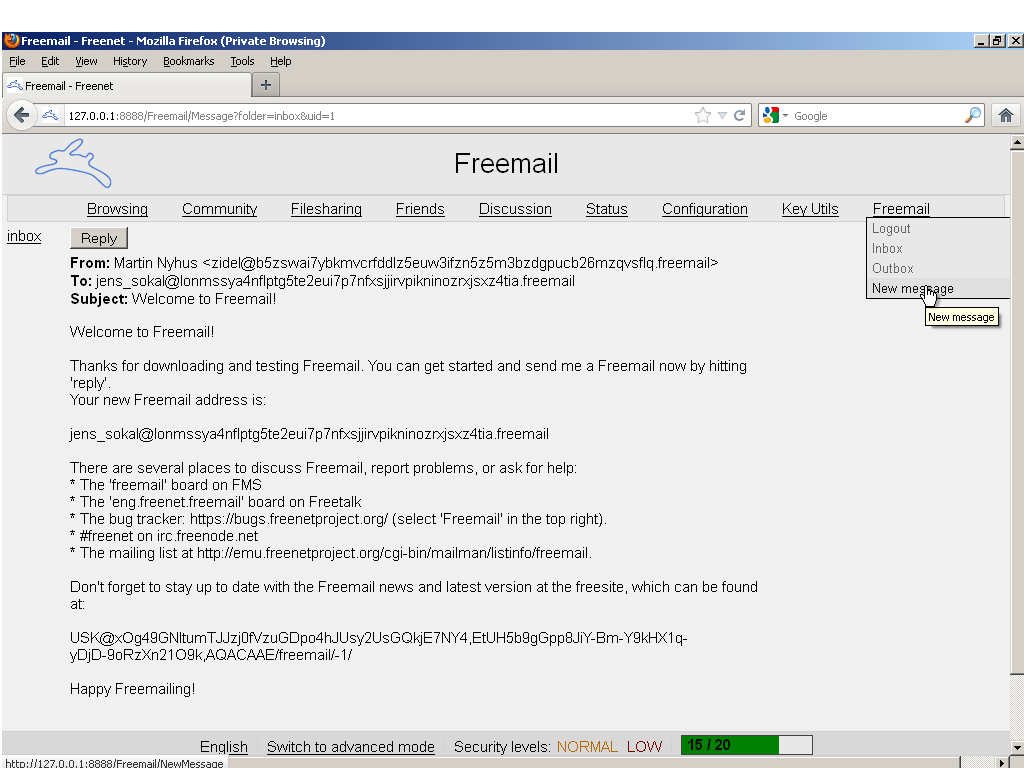 Freemail - Freenet - Mozilla Firefox (Private Browsing)
File Edit View History Bookmarks Tools Help
Freemail - Freenet
127.0.0.1:8888/Freemail/Message?folder=inbox&uid=1
Google
Freemail
Browsing Community Filesharing Friends Discussion Status Configuration Key Utils Freemail
Logout
Inbox
Outbox
New message
New message
inbox
Reply
From: Martin Nyhus <zidel@b5zswai7ybkmvcrfddlz5euw3ifzn5z5m3bzdgpucb26mzqvsflq.freemail>
To: jens_sokal@lonmssya4nflptg5te2eui7p7nfxsjjirvpikninozrxjsxz4tia.freemail
Subject: Welcome to Freemail!
Welcome to Freemail!
Thanks for downloading and testing Freemail. You can get started and send me a Freemail now by hitting
'reply'.
Your new Freemail address is:
jens_sokal@lonmssya4nflptg5te2eui7p7nfxsjjirvpikninozrxjsxz4tia.freemail
There are several places to discuss Freemail, report problems, or ask for help:
* The 'freemail' board on FMS
* The 'eng.freenet.freemail' board on Freetalk
* The bug tracker: https://bugs.freenetproject.org/ (select 'Freemail' in the top right).
* #freenet on irc.freenode.net
* The mailing list at http://emu.freenetproject.org/cgi-bin/mailman/listinfo/freemail.
Don't forget to stay up to date with the Freemail news and latest version at the freesite, which can be found
at:
USK@xOg49GNltumTJJzj0fVzuGDpo4hJUsy2UsGQkjE7NY4,EtUH5b9gGpp8JiY-Bm-Y9kHX1q-
yDjD-9oRzXn21O9k,AQACAAE/freemail/-1/
Happy Freemailing!
English Switch to advanced mode Security levels: NORMAL LOW 15 / 20
http://127.0.0.1:8888/Freemail/NewMessage